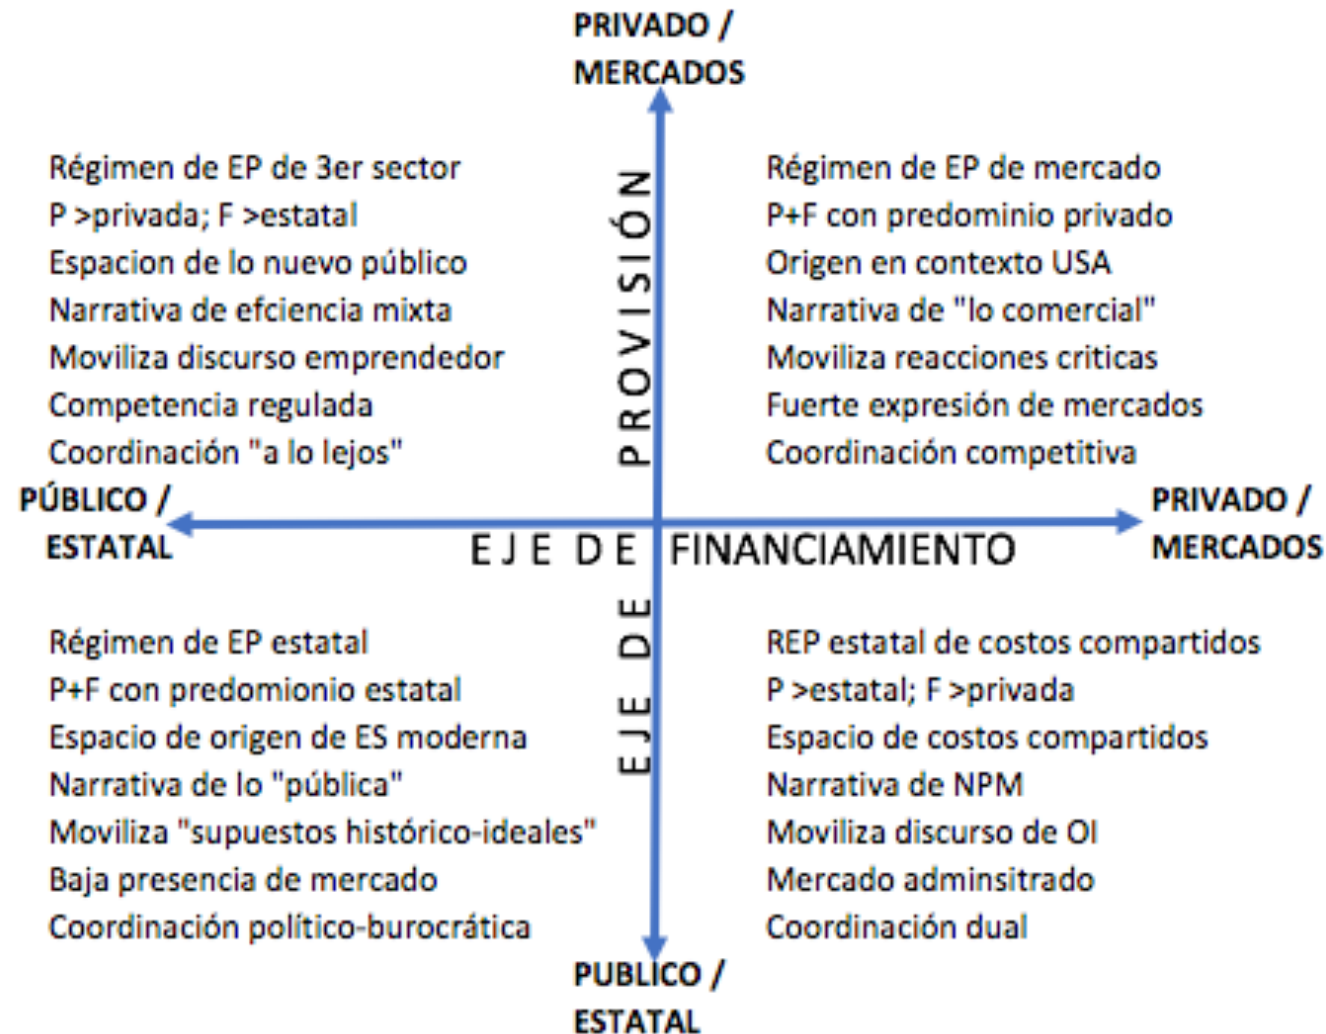 PRIVADO /
MERCADOS
Régimen de EP de 3er sector
P >privada; F >estatal
Espacion de lo nuevo público
Narrativa de efciencia mixta
Moviliza discurso emprendedor
Competencia regulada
Coordinación "a lo lejos"
Régimen de EP de mercado
P+F con predominio privado
Origen en contexto USA
Narrativa de "lo comercial"
Moviliza reacciones criticas
Fuerte expresión de mercados
Coordinación competitiva
EJE DE PROVISIÓN
PÚBLICO /
ESTATAL
EJE DE FINANCIAMIENTO
PRIVADO /
MERCADOS
Régimen de EP estatal
P+F con predomionio estatal
Espacio de origen de ES moderna
Narrativa de lo "pública"
Moviliza "supuestos histórico-ideales"
Baja presencia de mercado
Coordinación político-burocrática
REP estatal de costos compartidos
P >estatal; F >privada
Espacio de costos compartidos
Narrativa de NPM
Moviliza discurso de OI
Mercado adminsitrado
Coordinación dual
PUBLICO /
ESTATAL